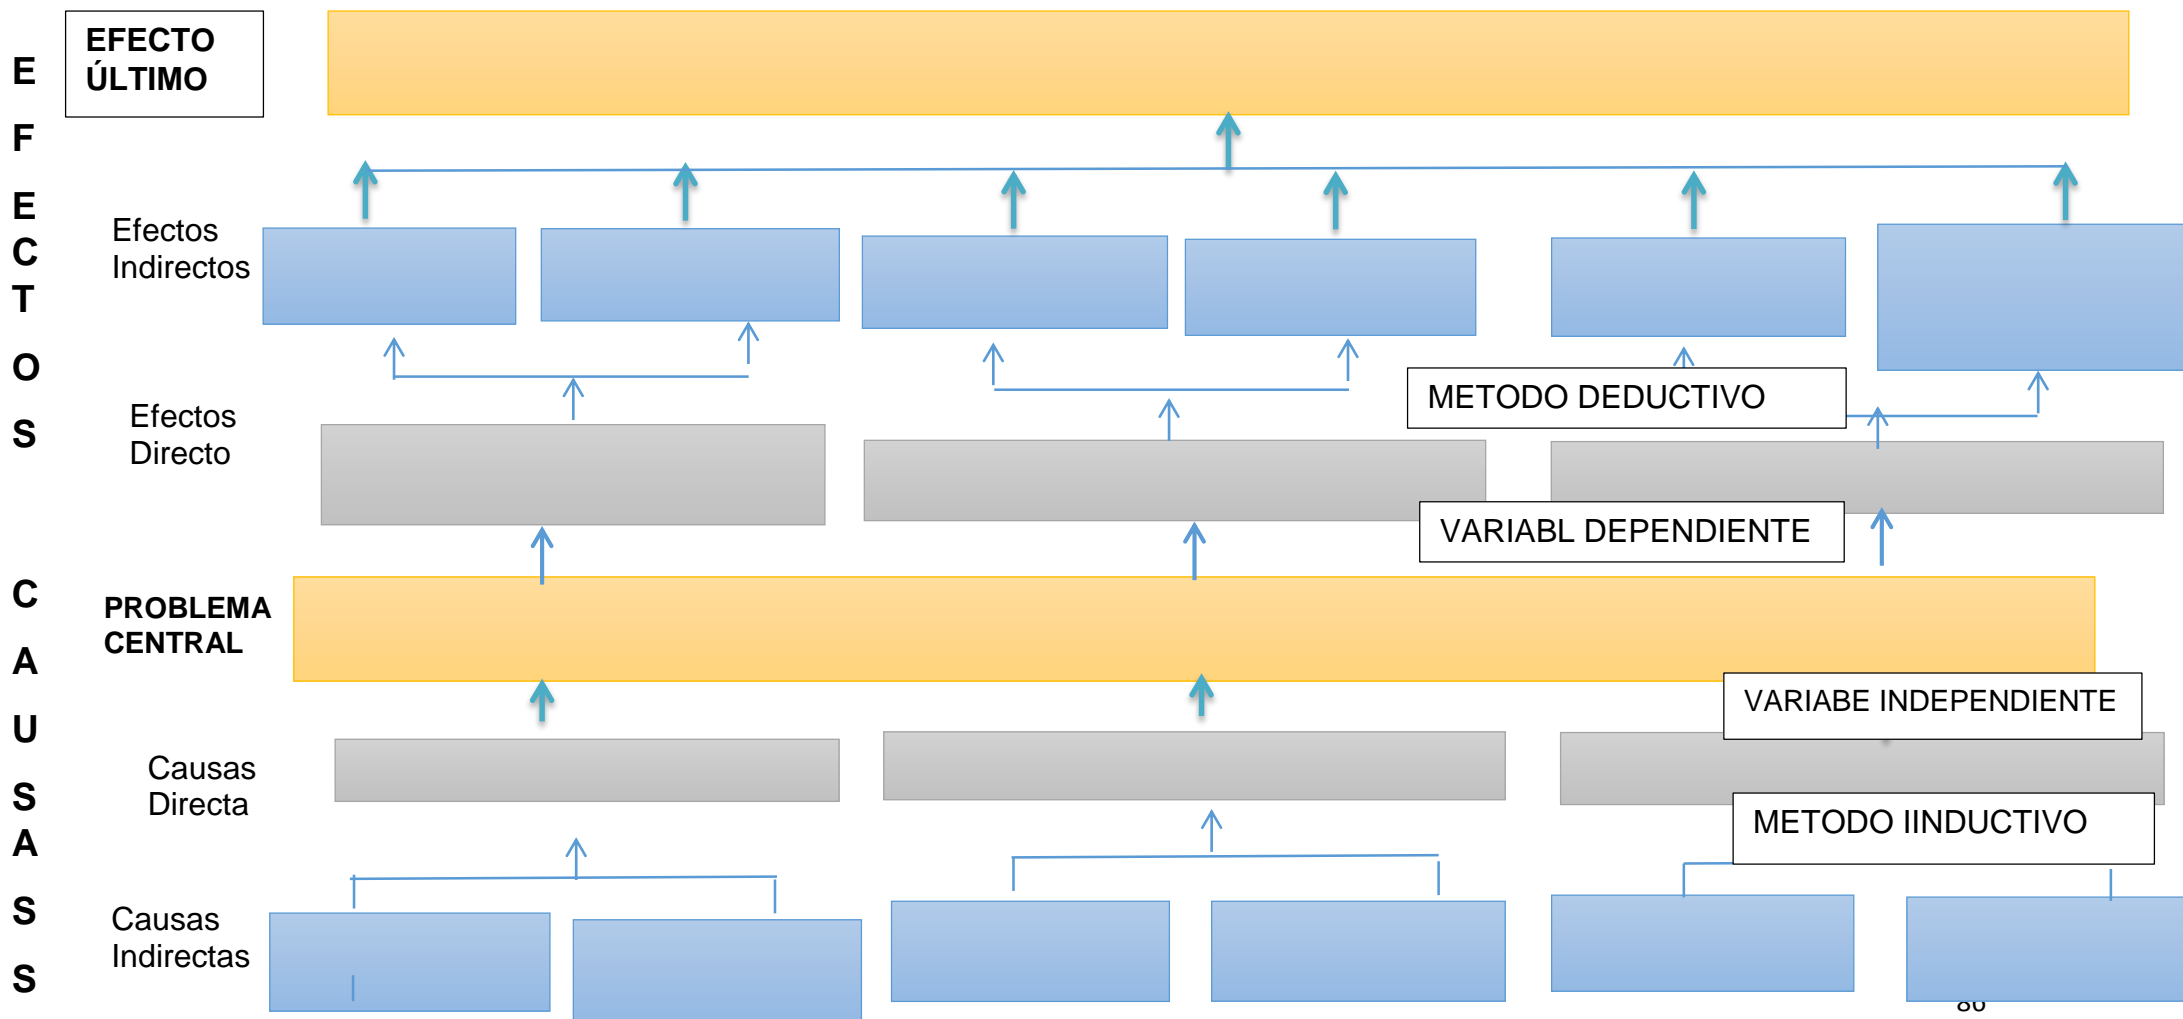 EFECTO
ÚLTIMO
E
F
E
C
T
O
S
Efectos
Indirectos
METODO DEDUCTIVO
Efectos
Directo
VARIABL DEPENDIENTE
C
A
U
S
A
S
S
PROBLEMA
CENTRAL
VARIABE INDEPENDIENTE
Causas
Directa
METODO IINDUCTIVO
Causas
Indirectas